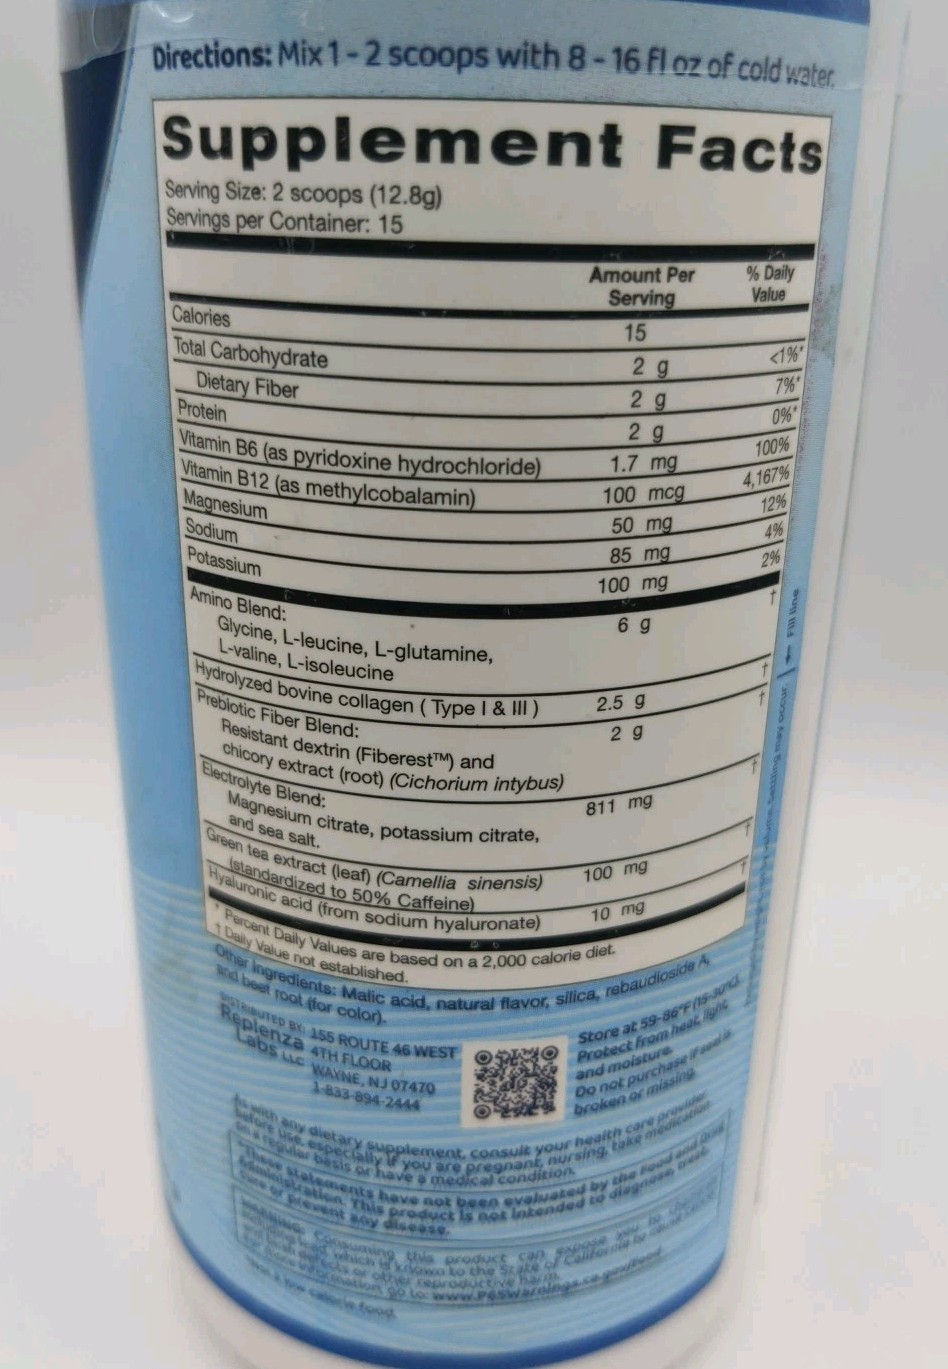 Directions: Mix 1 - 2 scoops with 8 - 16 fl oz of cold water.
Supplement Facts
Serving Size: 2 scoops (12.8g)
Servings per Container: 15
Amount Per Serving
% Daily Value
Calories 15
Total Carbohydrate 2 g <1%*
Dietary Fiber 2 g 7%*
Protein 2 g 0%*
Vitamin B6 (as pyridoxine hydrochloride) 1.7 mg 100%
Vitamin B12 (as methylcobalamin) 100 mcg 4,167%
Magnesium 50 mg 12%
Sodium 85 mg 4%
Potassium 100 mg 2%
Amino Blend: 6 g †
Glycine, L-leucine, L-glutamine,
L-valine, L-isoleucine
Hydrolyzed bovine collagen ( Type I & III ) 2.5 g †
Prebiotic Fiber Blend: 2 g †
Resistant dextrin (Fiberest™) and
chicory extract (root) (Cichorium intybus)
Electrolyte Blend: 811 mg †
Magnesium citrate, potassium citrate,
and sea salt.
Green tea extract (leaf) (Camellia sinensis) 100 mg †
(standardized to 50% Caffeine)
Hyaluronic acid (from sodium hyaluronate) 10 mg †
* Percent Daily Values are based on a 2,000 calorie diet.
† Daily Value not established.
Other Ingredients: Malic acid, natural flavor, silica, rebaudioside A,
and beet root (for color).
DISTRIBUTED BY:
Replenza
Labs LLC
155 ROUTE 46 WEST
4TH FLOOR
WAYNE, NJ 07470
1-833-894-2444
Store at 59-86°F (15-30°C).
Protect from heat, light,
and moisture.
Do not purchase if seal is
broken or missing.
As with any dietary supplement, consult your health care provider
before use, especially if you are pregnant, nursing, take medication
on a regular basis or have a medical condition.
These statements have not been evaluated by the Food and Drug
Administration. This product is not intended to diagnose, treat,
cure or prevent any disease.
WARNING: Consuming this product can expose you to
lead which is known to the State of California to
birth defects or other reproductive harm.
For more information go to: www.P65Warnings.ca.gov/food
Not a low calorie food
Fill line
settling may occur.